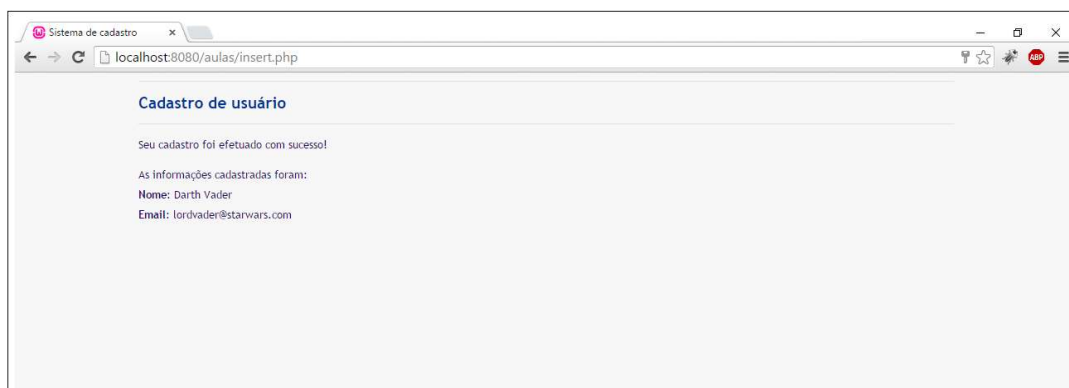 Sistema de cadastro
localhost:8080/aulas/insert.php
ABP
Cadastro de usuário
Seu cadastro foi efetuado com sucesso!
As informações cadastradas foram:
Nome: Darth Vader
Email: lordvader@starwars.com